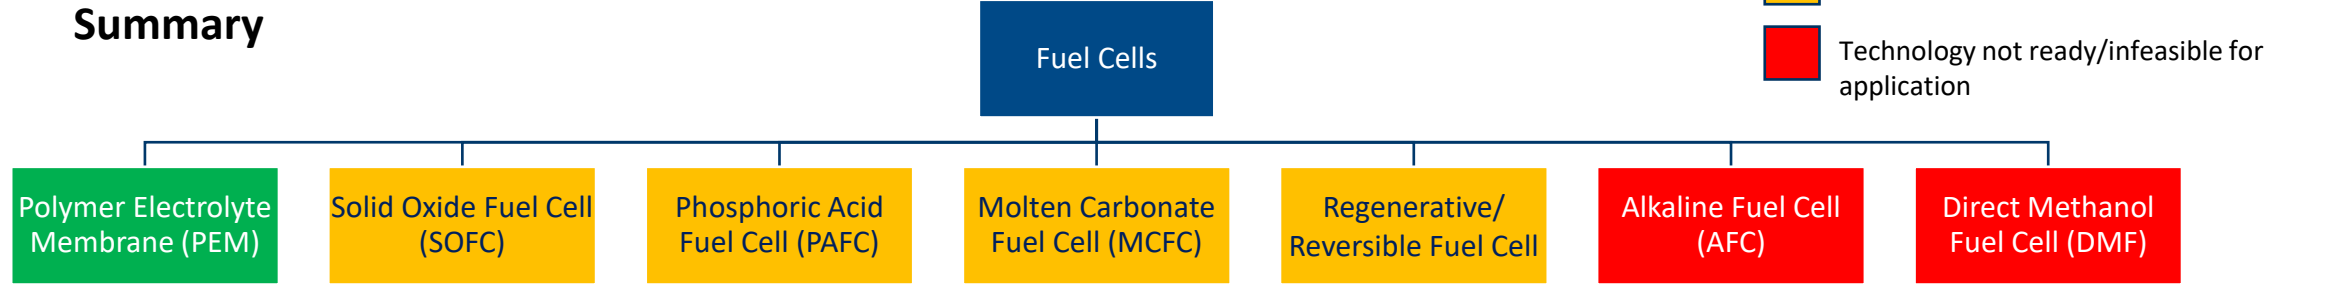 Summary
Fuel Cells
Technology not ready/infeasible for
application
Polymer Electrolyte
Membrane (PEM)
Solid Oxide Fuel Cell
(SOFC)
Phosphoric Acid
Fuel Cell (PAFC)
Molten Carbonate
Fuel Cell (MCFC)
Regenerative/
Reversible Fuel Cell
Alkaline Fuel Cell
(AFC)
Direct Methanol
Fuel Cell (DMF)